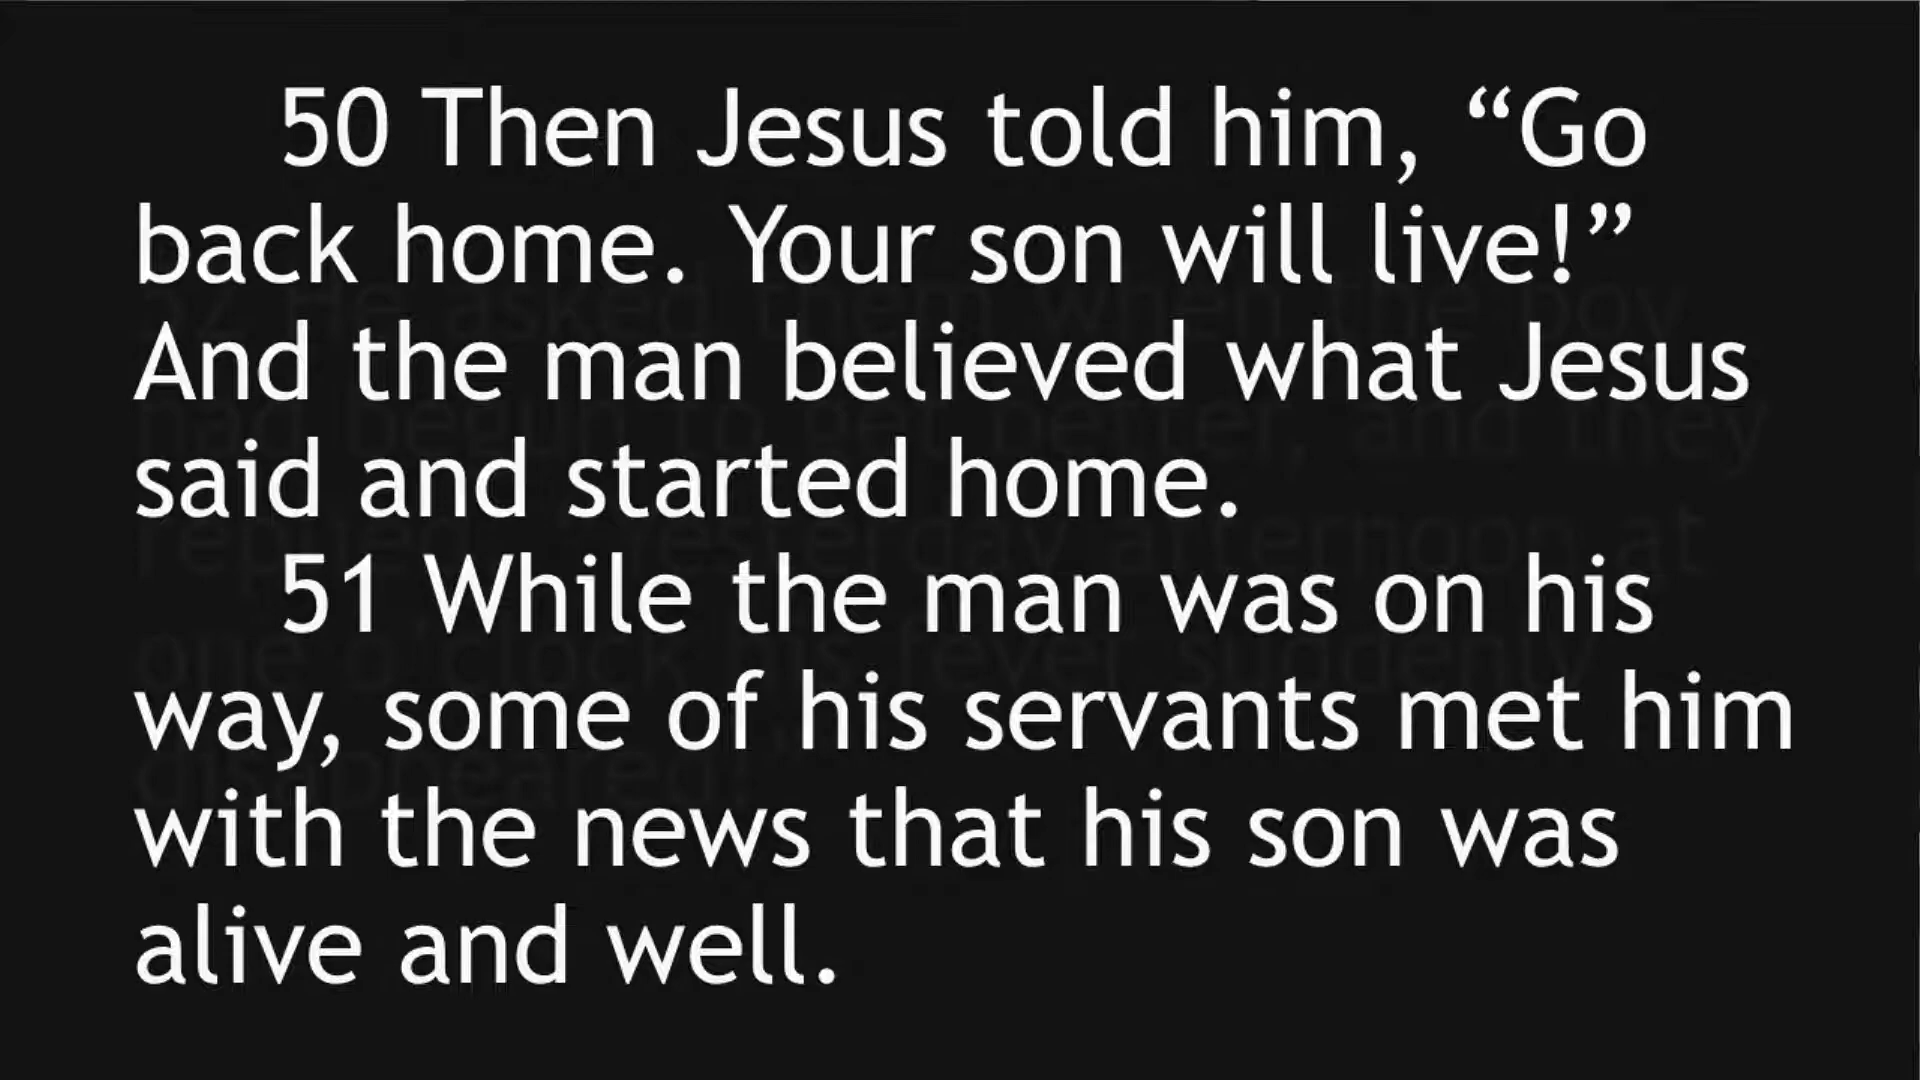 50 Then Jesus told him, “Go
back home. Your son will live!”
And the man believed what Jesus
said and started home.
51 While the man was on his
way, some of his servants met him
with the news that his son was
alive and well.